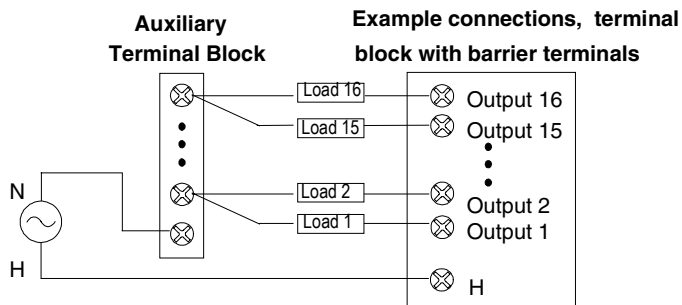 Auxiliary
Terminal Block
Example connections, terminal
block with barrier terminals
Load 16
Output 16
Load 15
Output 15
N
Load 2
Output 2
Load 1
Output 1
H
H